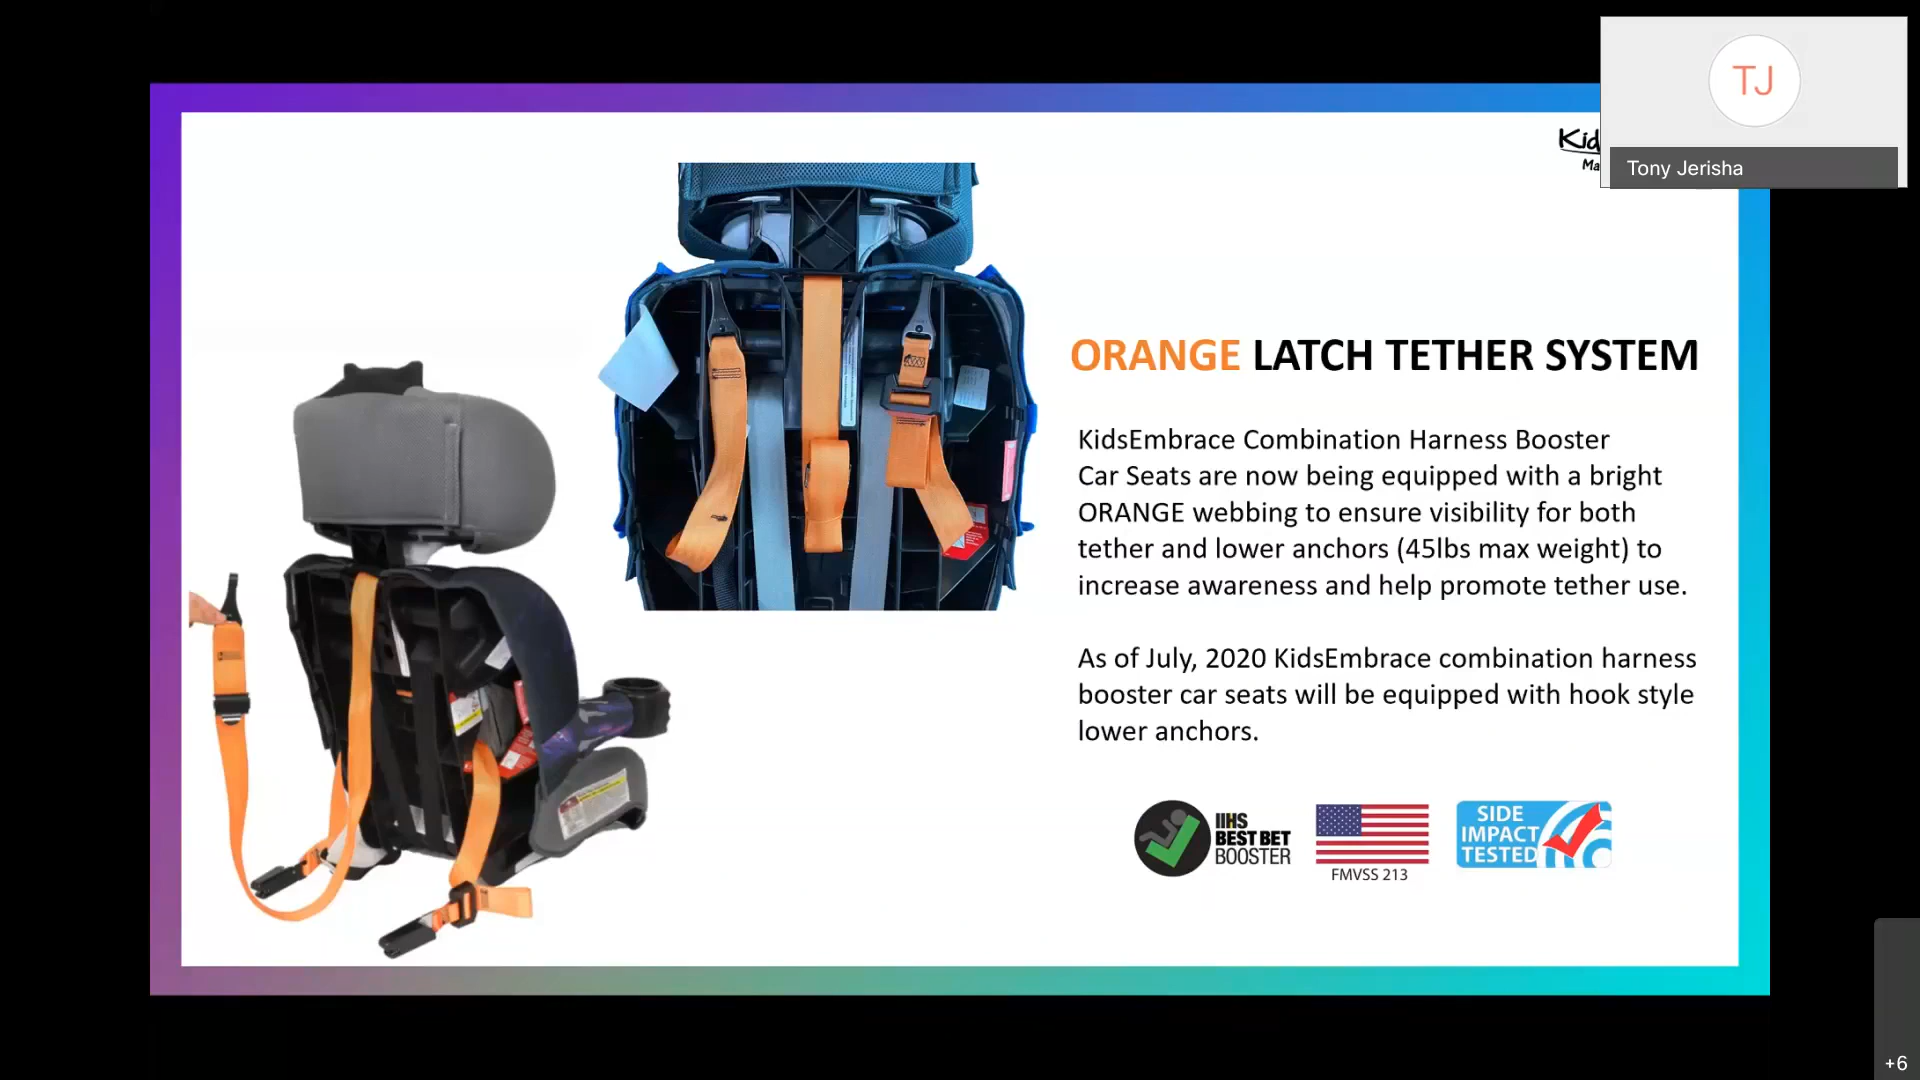 TJ
Tony Jerisha
Kid
Ma
ORANGE LATCH TETHER SYSTEM
KidsEmbrace Combination Harness Booster
Car Seats are now being equipped with a bright
ORANGE webbing to ensure visibility for both
tether and lower anchors (45lbs max weight) to
increase awareness and help promote tether use.
As of July, 2020 KidsEmbrace combination harness
booster car seats will be equipped with hook style
lower anchors.
IIHS
BEST BET
BOOSTER
FMVSS 213
SIDE
IMPACT
TESTED
+6